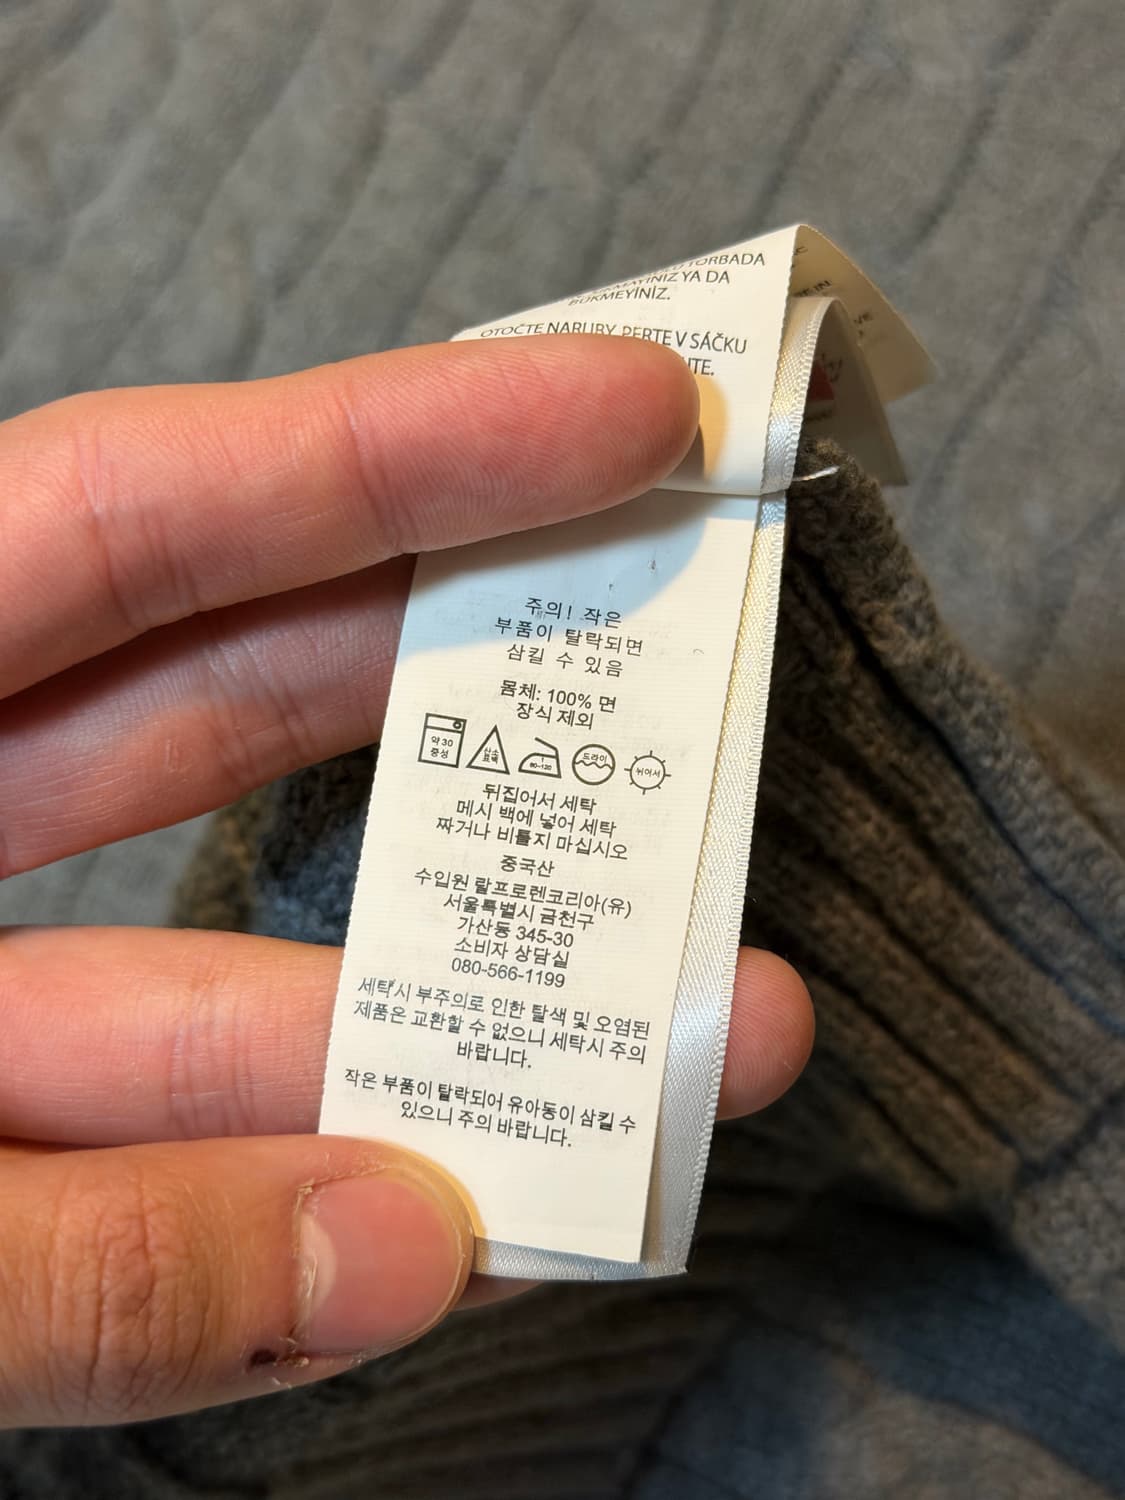 TORBADA
YA DA
BÜKMEYİNİZ.
OTOČTE NARUBY, PERTE V SÁČKU
주의! 작은
부품이 탈락되면
삼킬 수 있음
몸체: 100% 면
장식 제외
약 30
중성
산소
표백
80-120
드라이
뉘어서
뒤집어서 세탁
메시 백에 넣어 세탁
짜거나 비틀지 마십시오
중국산
수입원 랄프로렌코리아(유)
서울특별시 금천구
가산동 345-30
소비자 상담실
080-566-1199
세탁시 부주의로 인한 탈색 및 오염된
제품은 교환할 수 없으니 세탁시 주의
바랍니다.
작은 부품이 탈락되어 유아동이 삼킬 수
있으니 주의 바랍니다.